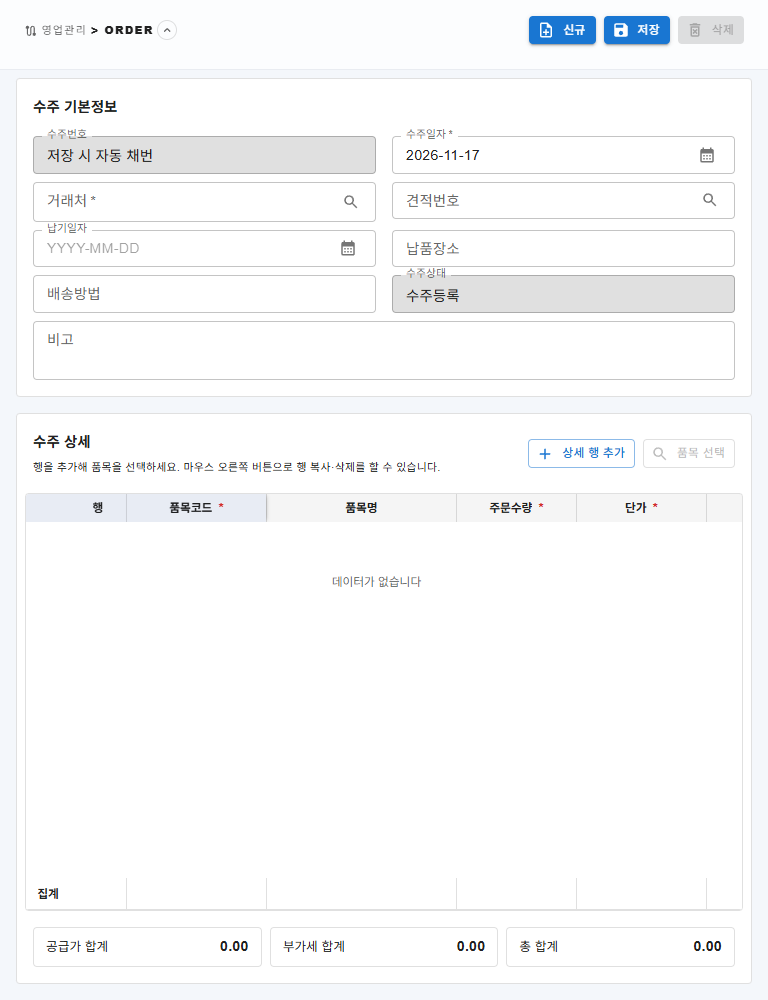 영업관리 > ORDER
신규
저장
삭제
수주 기본정보
수주번호
저장 시 자동 채번
수주일자 *
2026-11-17
거래처 *
견적번호
납기일자
YYYY-MM-DD
납품장소
배송방법
수주상태
수주등록
비고
수주 상세
행을 추가해 품목을 선택하세요. 마우스 오른쪽 버튼으로 행 복사·삭제를 할 수 있습니다.
상세 행 추가
품목 선택
행 품목코드 * 품목명 주문수량 * 단가 *
데이터가 없습니다
집계
공급가 합계 0.00
부가세 합계 0.00
총 합계 0.00